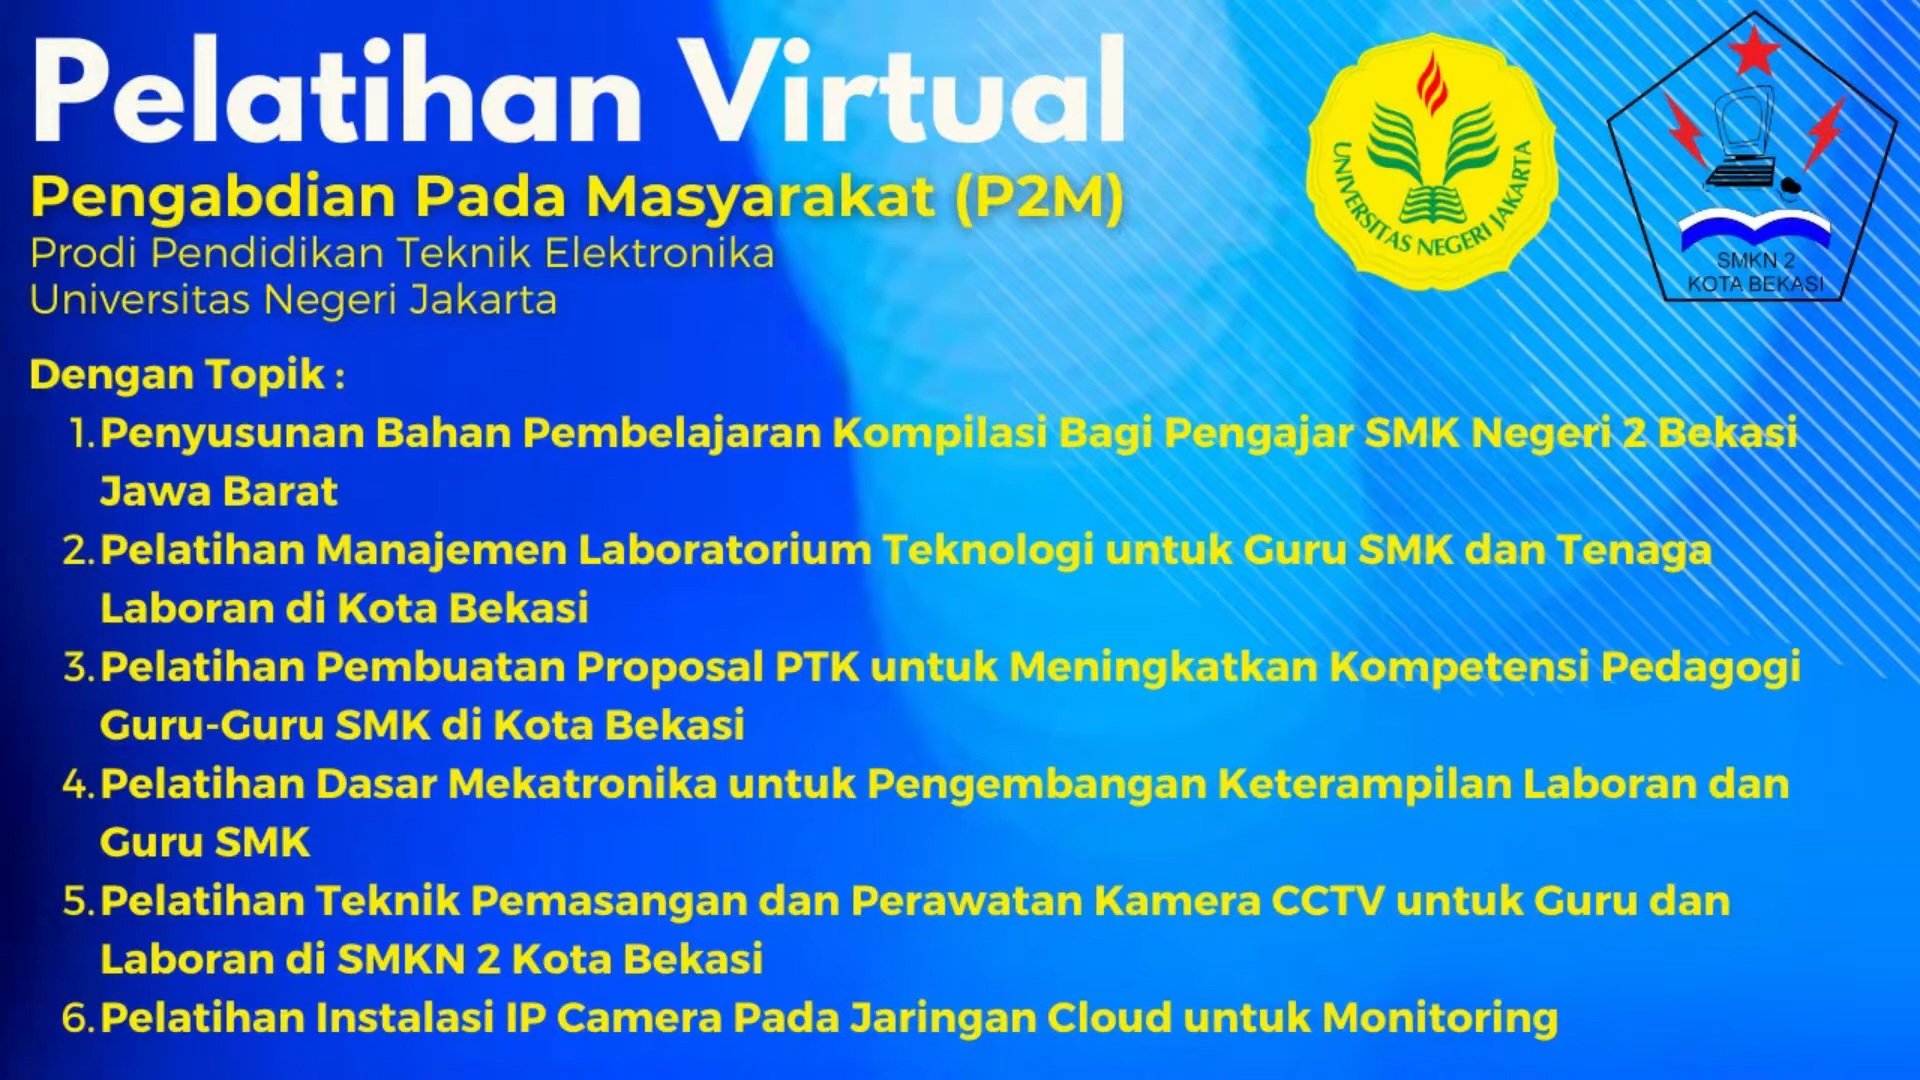 Pelatihan Virtual
Pengabdian Pada Masyarakat (P2M)
Prodi Pendidikan Teknik Elektronika
Universitas Negeri Jakarta
UNIVERSITAS NEGERI JAKARTA
SMKN 2
KOTA BEKASI
Dengan Topik :
1. Penyusunan Bahan Pembelajaran Kompilasi Bagi Pengajar SMK Negeri 2 Bekasi
Jawa Barat
2. Pelatihan Manajemen Laboratorium Teknologi untuk Guru SMK dan Tenaga
Laboran di Kota Bekasi
3. Pelatihan Pembuatan Proposal PTK untuk Meningkatkan Kompetensi Pedagogi
Guru-Guru SMK di Kota Bekasi
4. Pelatihan Dasar Mekatronika untuk Pengembangan Keterampilan Laboran dan
Guru SMK
5. Pelatihan Teknik Pemasangan dan Perawatan Kamera CCTV untuk Guru dan
Laboran di SMKN 2 Kota Bekasi
6. Pelatihan Instalasi IP Camera Pada Jaringan Cloud untuk Monitoring